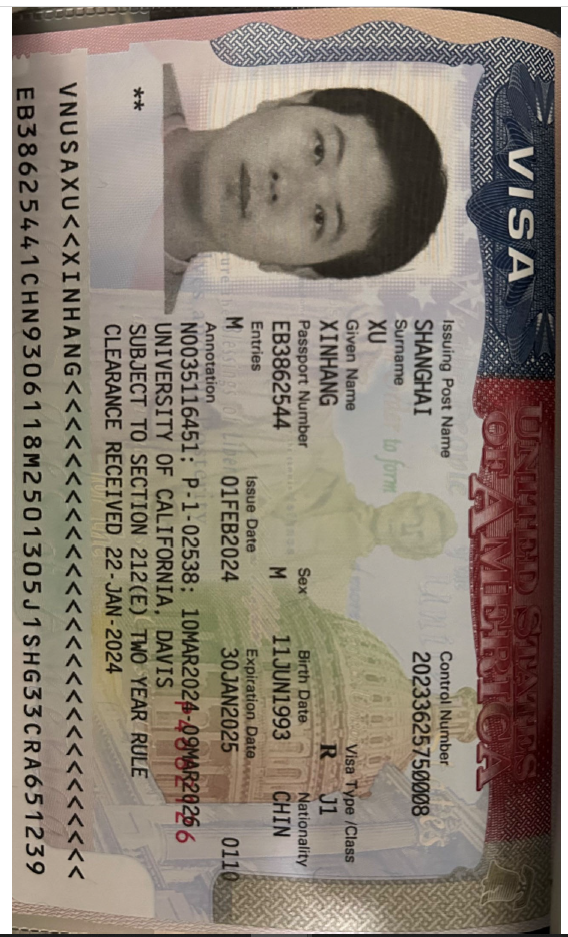 VISA
UNITED STATES
OF AMERICA
Issuing Post Name
SHANGHAI
Control Number
20233625750008
Surname
XU
Given Name
XINHANG
Visa Type /Class
R J1
Passport Number
EB3862544
Sex
M
Birth Date
11JUN1993
Nationality
CHIN
Entries
M
Issue Date
01FEB2024
Expiration Date
30JAN2025
0110
Annotation
N0035116451; P-1-02538; 10MAR2024-09MAR2026
UNIVERSITY OF CALIFORNIA, DAVIS
SUBJECT TO SECTION 212(E) TWO YEAR RULE
CLEARANCE RECEIVED 22-JAN-2024
**
VNUSAXU<<XINHANG<<<<<<<<<<<<<<<<<<<<<<<<<<<<
EB38625441CHN9306118M2501305J1SHG33CRA651239